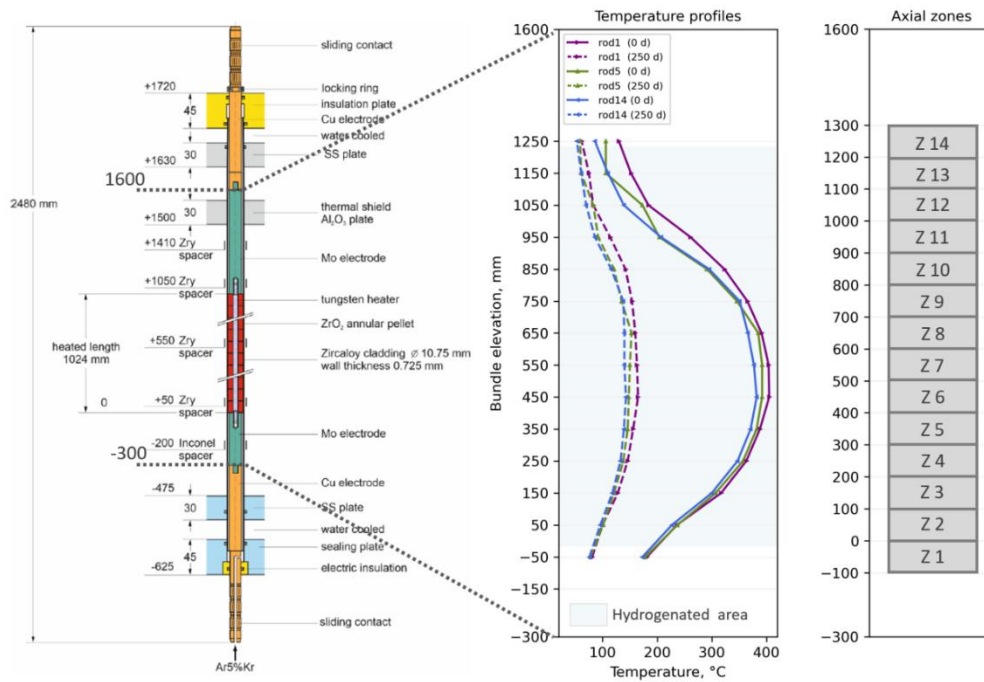 sliding contact
+1720
locking ring
insulation plate
45
Cu electrode
water cooled
+1630
30
SS plate
1600
2480 mm
thermal shield
Al₂O₃ plate
30
+1500
+1410 Zry
spacer
Mo electrode
+1050 Zry
spacer
tungsten heater
ZrO₂ annular pellet
heated length
1024 mm
+550 Zry
spacer
Zircaloy cladding Ø 10.75 mm
wall thickness 0.725 mm
0
+50 Zry
spacer
Mo electrode
-200 Inconel
spacer
-300
Cu electrode
-475
30
SS plate
water cooled
45
sealing plate
-625
electric insulation
sliding contact
Ar5%Kr
Temperature profiles
rod1 (0 d)
rod1 (250 d)
rod5 (0 d)
rod5 (250 d)
rod14 (0 d)
rod14 (250 d)
1600
1250
1150
1050
950
850
750
650
550
450
350
250
150
50
−50
−150
−300
Bundle elevation, mm
Hydrogenated area
100
200
300
400
Temperature, °C
Axial zones
1600
1300
1200
1100
1000
900
800
700
600
500
400
300
200
100
0
−100
−300
Z 14
Z 13
Z 12
Z 11
Z 10
Z 9
Z 8
Z 7
Z 6
Z 5
Z 4
Z 3
Z 2
Z 1